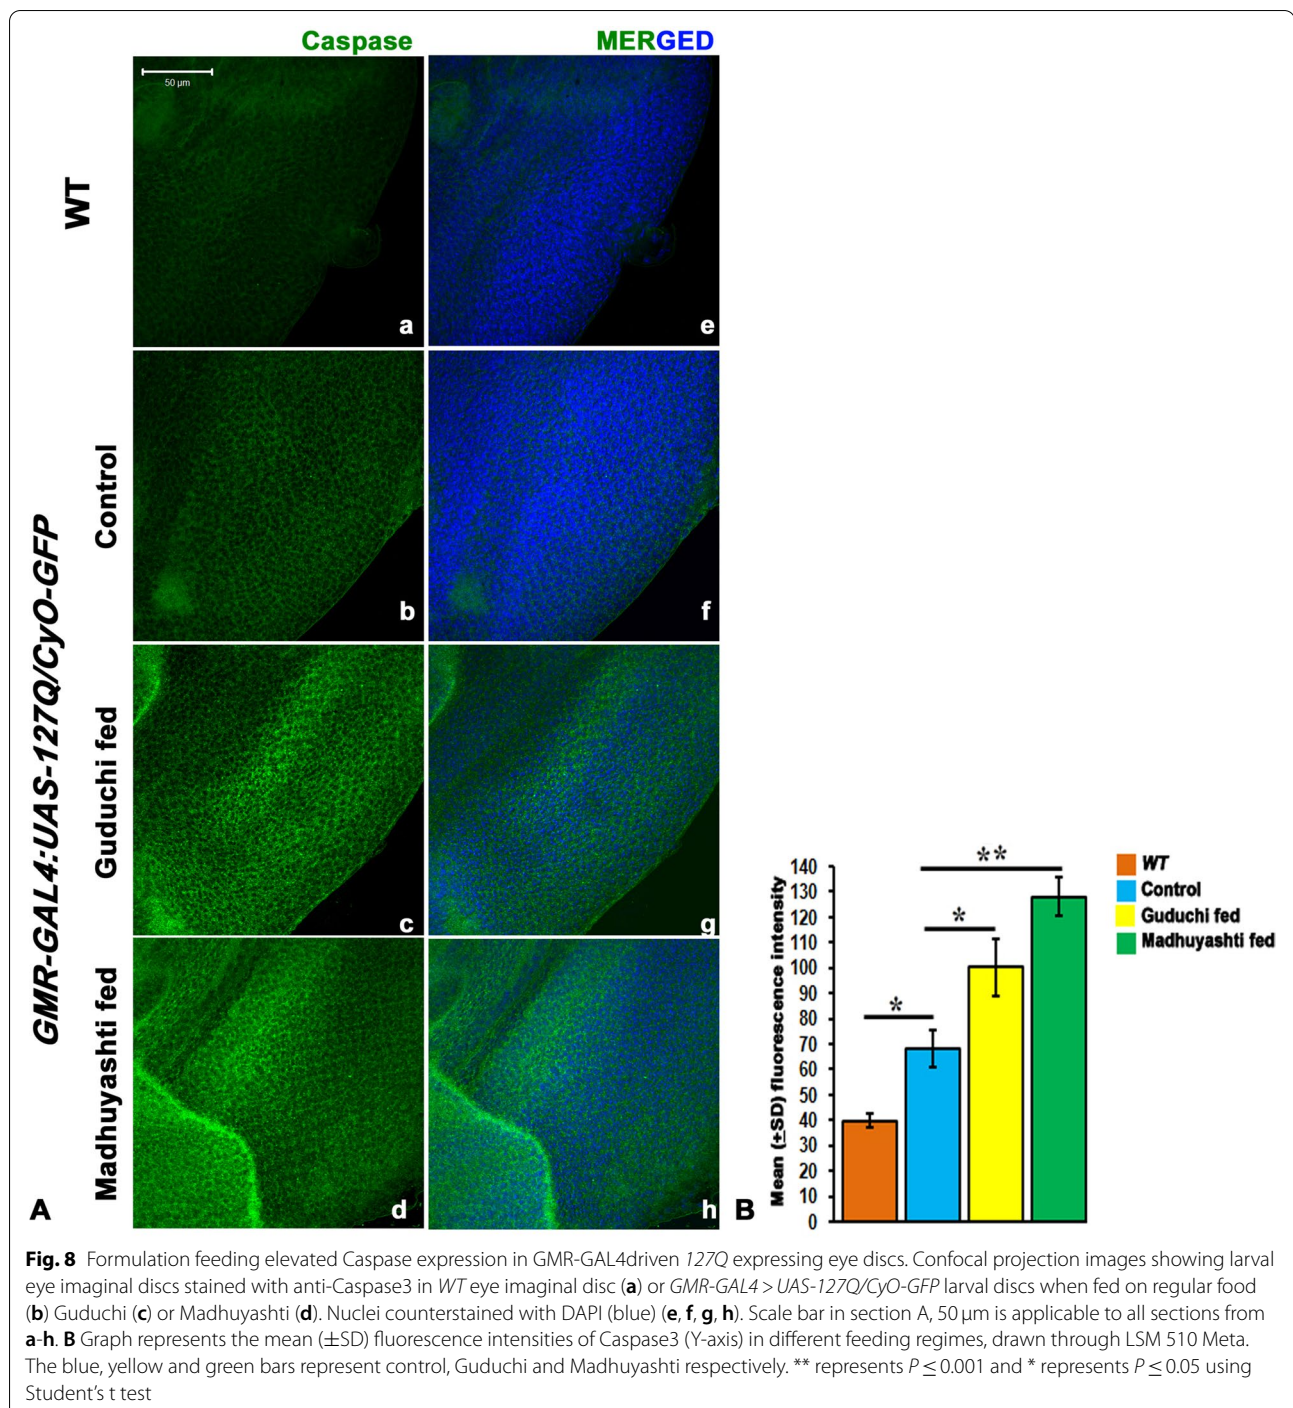 Caspase MERGED
50 µm
WT
a e
GMR-GAL4:UAS-127Q/CyO-GFP
Control
b f
Guduchi fed
c g
Madhuyashti fed
d h
A
B
Mean (±SD) fluorescence intensity
140
130
120
110
100
90
80
70
60
50
40
30
20
10
0
*
*
**
WT
Control
Guduchi fed
Madhuyashti fed
Fig. 8 Formulation feeding elevated Caspase expression in GMR-GAL4driven 127Q expressing eye discs. Confocal projection images showing larval
eye imaginal discs stained with anti-Caspase3 in WT eye imaginal disc (a) or GMR-GAL4 > UAS-127Q/CyO-GFP larval discs when fed on regular food
(b) Guduchi (c) or Madhuyashti (d). Nuclei counterstained with DAPI (blue) (e, f, g, h). Scale bar in section A, 50 µm is applicable to all sections from
a-h. B Graph represents the mean (±SD) fluorescence intensities of Caspase3 (Y-axis) in different feeding regimes, drawn through LSM 510 Meta.
The blue, yellow and green bars represent control, Guduchi and Madhuyashti respectively. ** represents P ≤ 0.001 and * represents P ≤ 0.05 using
Student's t test